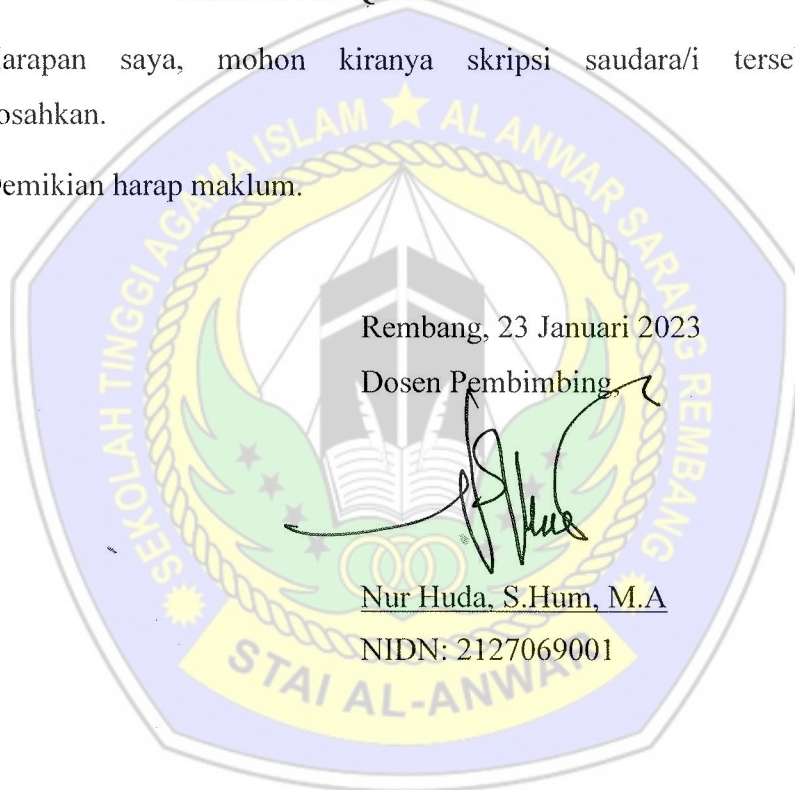 Harapan saya, mohon kiranya skripsi saudara/i terse
osahkan.
Demikian harap maklum.
SEKOLAH TINGGI AGAMA ISLAM AL ANWAR SARANG REMBANG
Rembang, 23 Januari 2023
Dosen Pembimbing,
Nur Huda, S.Hum, M.A
NIDN: 2127069001
STAI AL-ANWAR